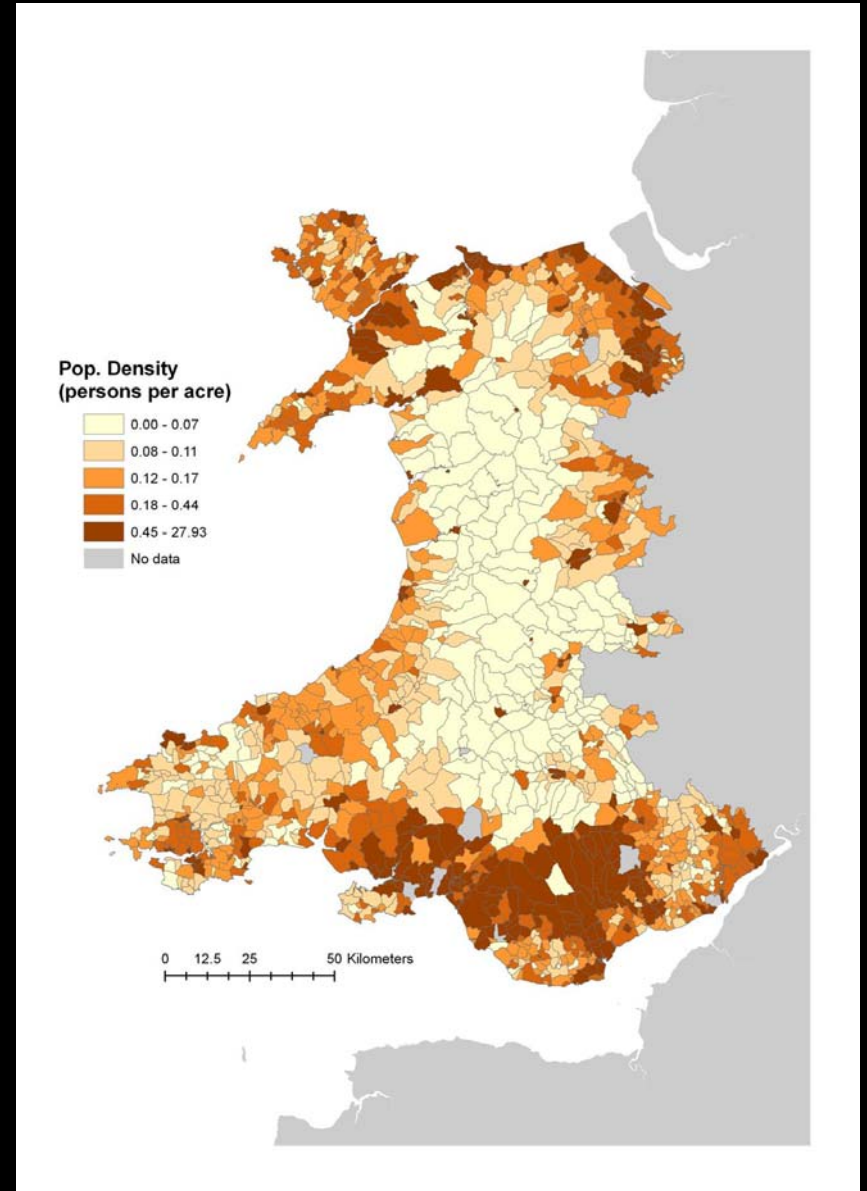 Pop. Density
(persons per acre)
0.00 - 0.07
0.08 - 0.11
0.12 - 0.17
0.18 - 0.44
0.45 - 27.93
No data
0 12.5 25 50 Kilometers